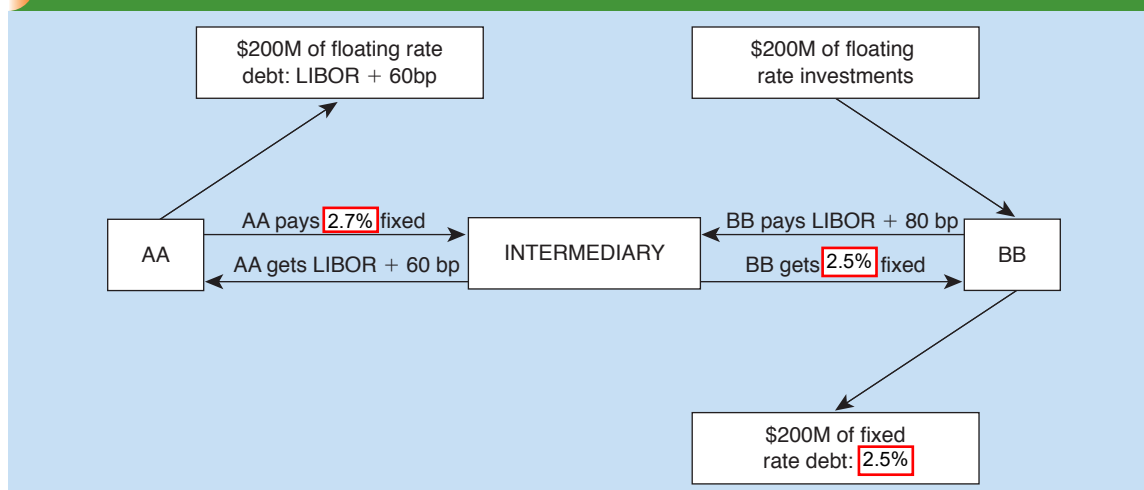 $200M of floating rate
debt: LIBOR + 60bp
$200M of floating
rate investments
AA pays 2.7% fixed
BB pays LIBOR + 80 bp
AA
INTERMEDIARY
BB
AA gets LIBOR + 60 bp
BB gets 2.5% fixed
$200M of fixed
rate debt: 2.5%